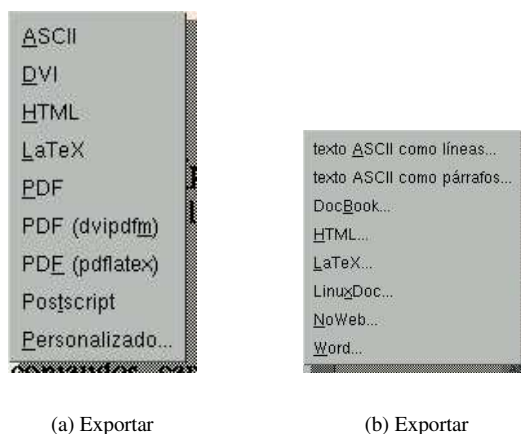 ASCII
DVI
HTML
LaTeX
PDF
PDF (dvipdfm)
PDF (pdflatex)
Postscript
Personalizado...
(a) Exportar
texto ASCII como líneas...
texto ASCII como párrafos...
DocBook...
HTML...
LaTeX...
LinuxDoc...
NoWeb...
Word...
(b) Exportar